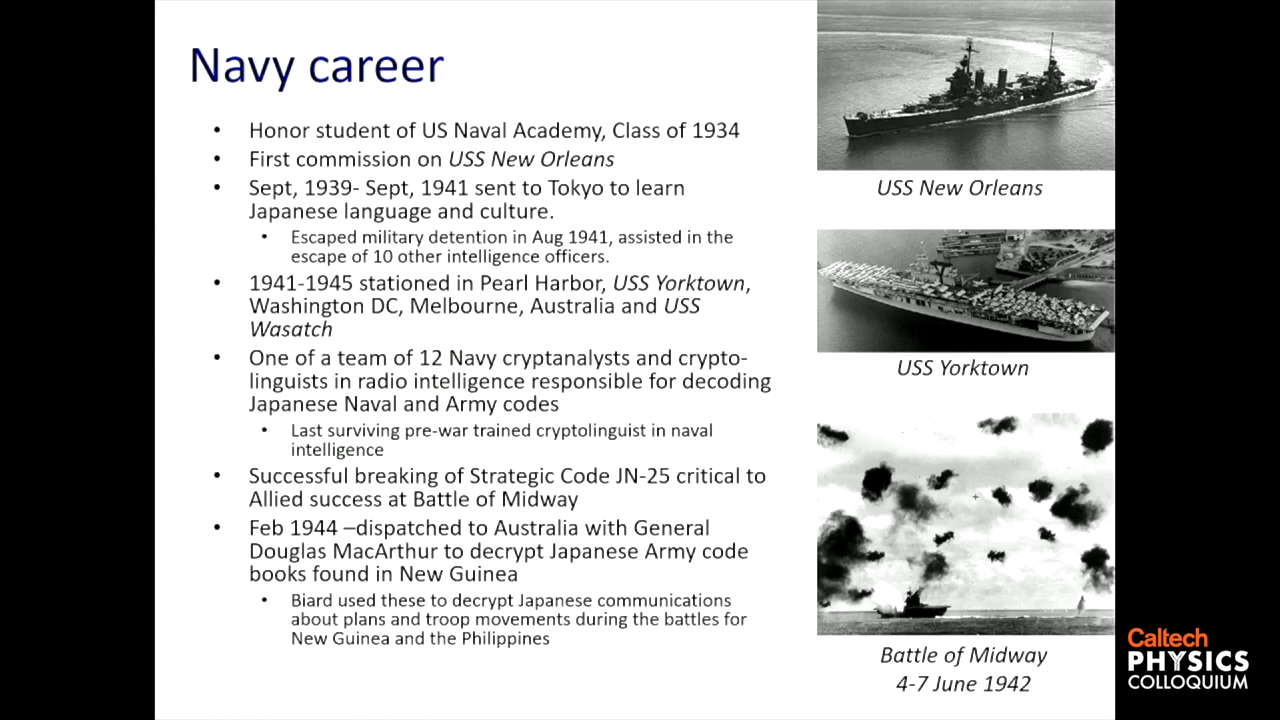 Navy career
• Honor student of US Naval Academy, Class of 1934
• First commission on USS New Orleans
• Sept, 1939- Sept, 1941 sent to Tokyo to learn
Japanese language and culture.
• Escaped military detention in Aug 1941, assisted in the
escape of 10 other intelligence officers.
• 1941-1945 stationed in Pearl Harbor, USS Yorktown,
Washington DC, Melbourne, Australia and USS
Wasatch
• One of a team of 12 Navy cryptanalysts and crypto-
linguists in radio intelligence responsible for decoding
Japanese Naval and Army codes
• Last surviving pre-war trained cryptolinguist in naval
intelligence
• Successful breaking of Strategic Code JN-25 critical to
Allied success at Battle of Midway
• Feb 1944 –dispatched to Australia with General
Douglas MacArthur to decrypt Japanese Army code
books found in New Guinea
• Biard used these to decrypt Japanese communications
about plans and troop movements during the battles for
New Guinea and the Philippines
USS New Orleans
USS Yorktown
Battle of Midway
4-7 June 1942
Caltech
PHYSICS
COLLOQUIUM